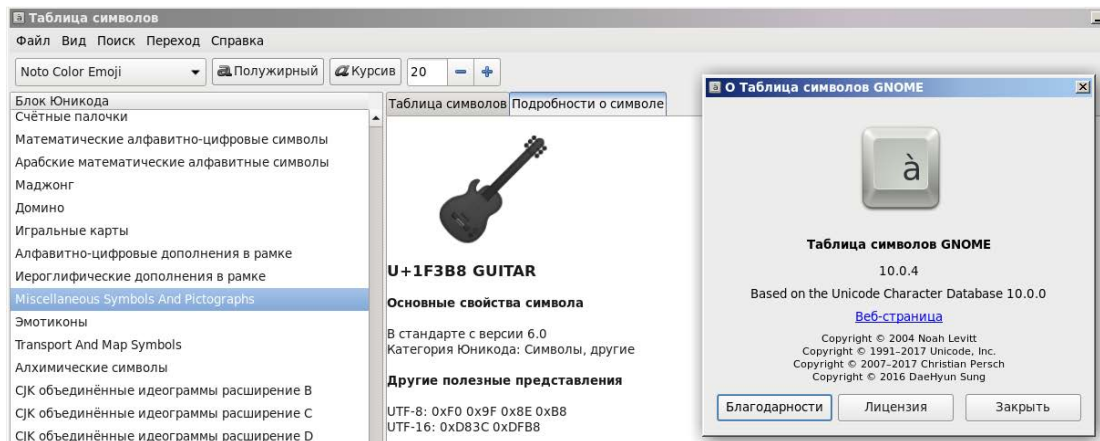 Таблица символов
Файл Вид Поиск Переход Справка
Noto Color Emoji
a Полужирный
a Курсив
20
Блок Юникода
Счётные палочки
Математические алфавитно-цифровые символы
Арабские математические алфавитные символы
Маджонг
Домино
Игральные карты
Алфавитно-цифровые дополнения в рамке
Иероглифические дополнения в рамке
Miscellaneous Symbols And Pictographs
Эмотиконы
Transport And Map Symbols
Алхимические символы
CJK объединённые идеограммы расширение B
CJK объединённые идеограммы расширение C
CJK объединённые идеограммы расширение D
Таблица символов Подробности о символе
U+1F3B8 GUITAR
Основные свойства символа
В стандарте с версии 6.0
Категория Юникода: Символы, другие
Другие полезные представления
UTF-8: 0xF0 0x9F 0x8E 0xB8
UTF-16: 0xD83C 0xDFB8
О Таблица символов GNOME
à
Таблица символов GNOME
10.0.4
Based on the Unicode Character Database 10.0.0
Веб-страница
Copyright © 2004 Noah Levitt
Copyright © 1991–2017 Unicode, Inc.
Copyright © 2007–2017 Christian Persch
Copyright © 2016 DaeHyun Sung
Благодарности
Лицензия
Закрыть